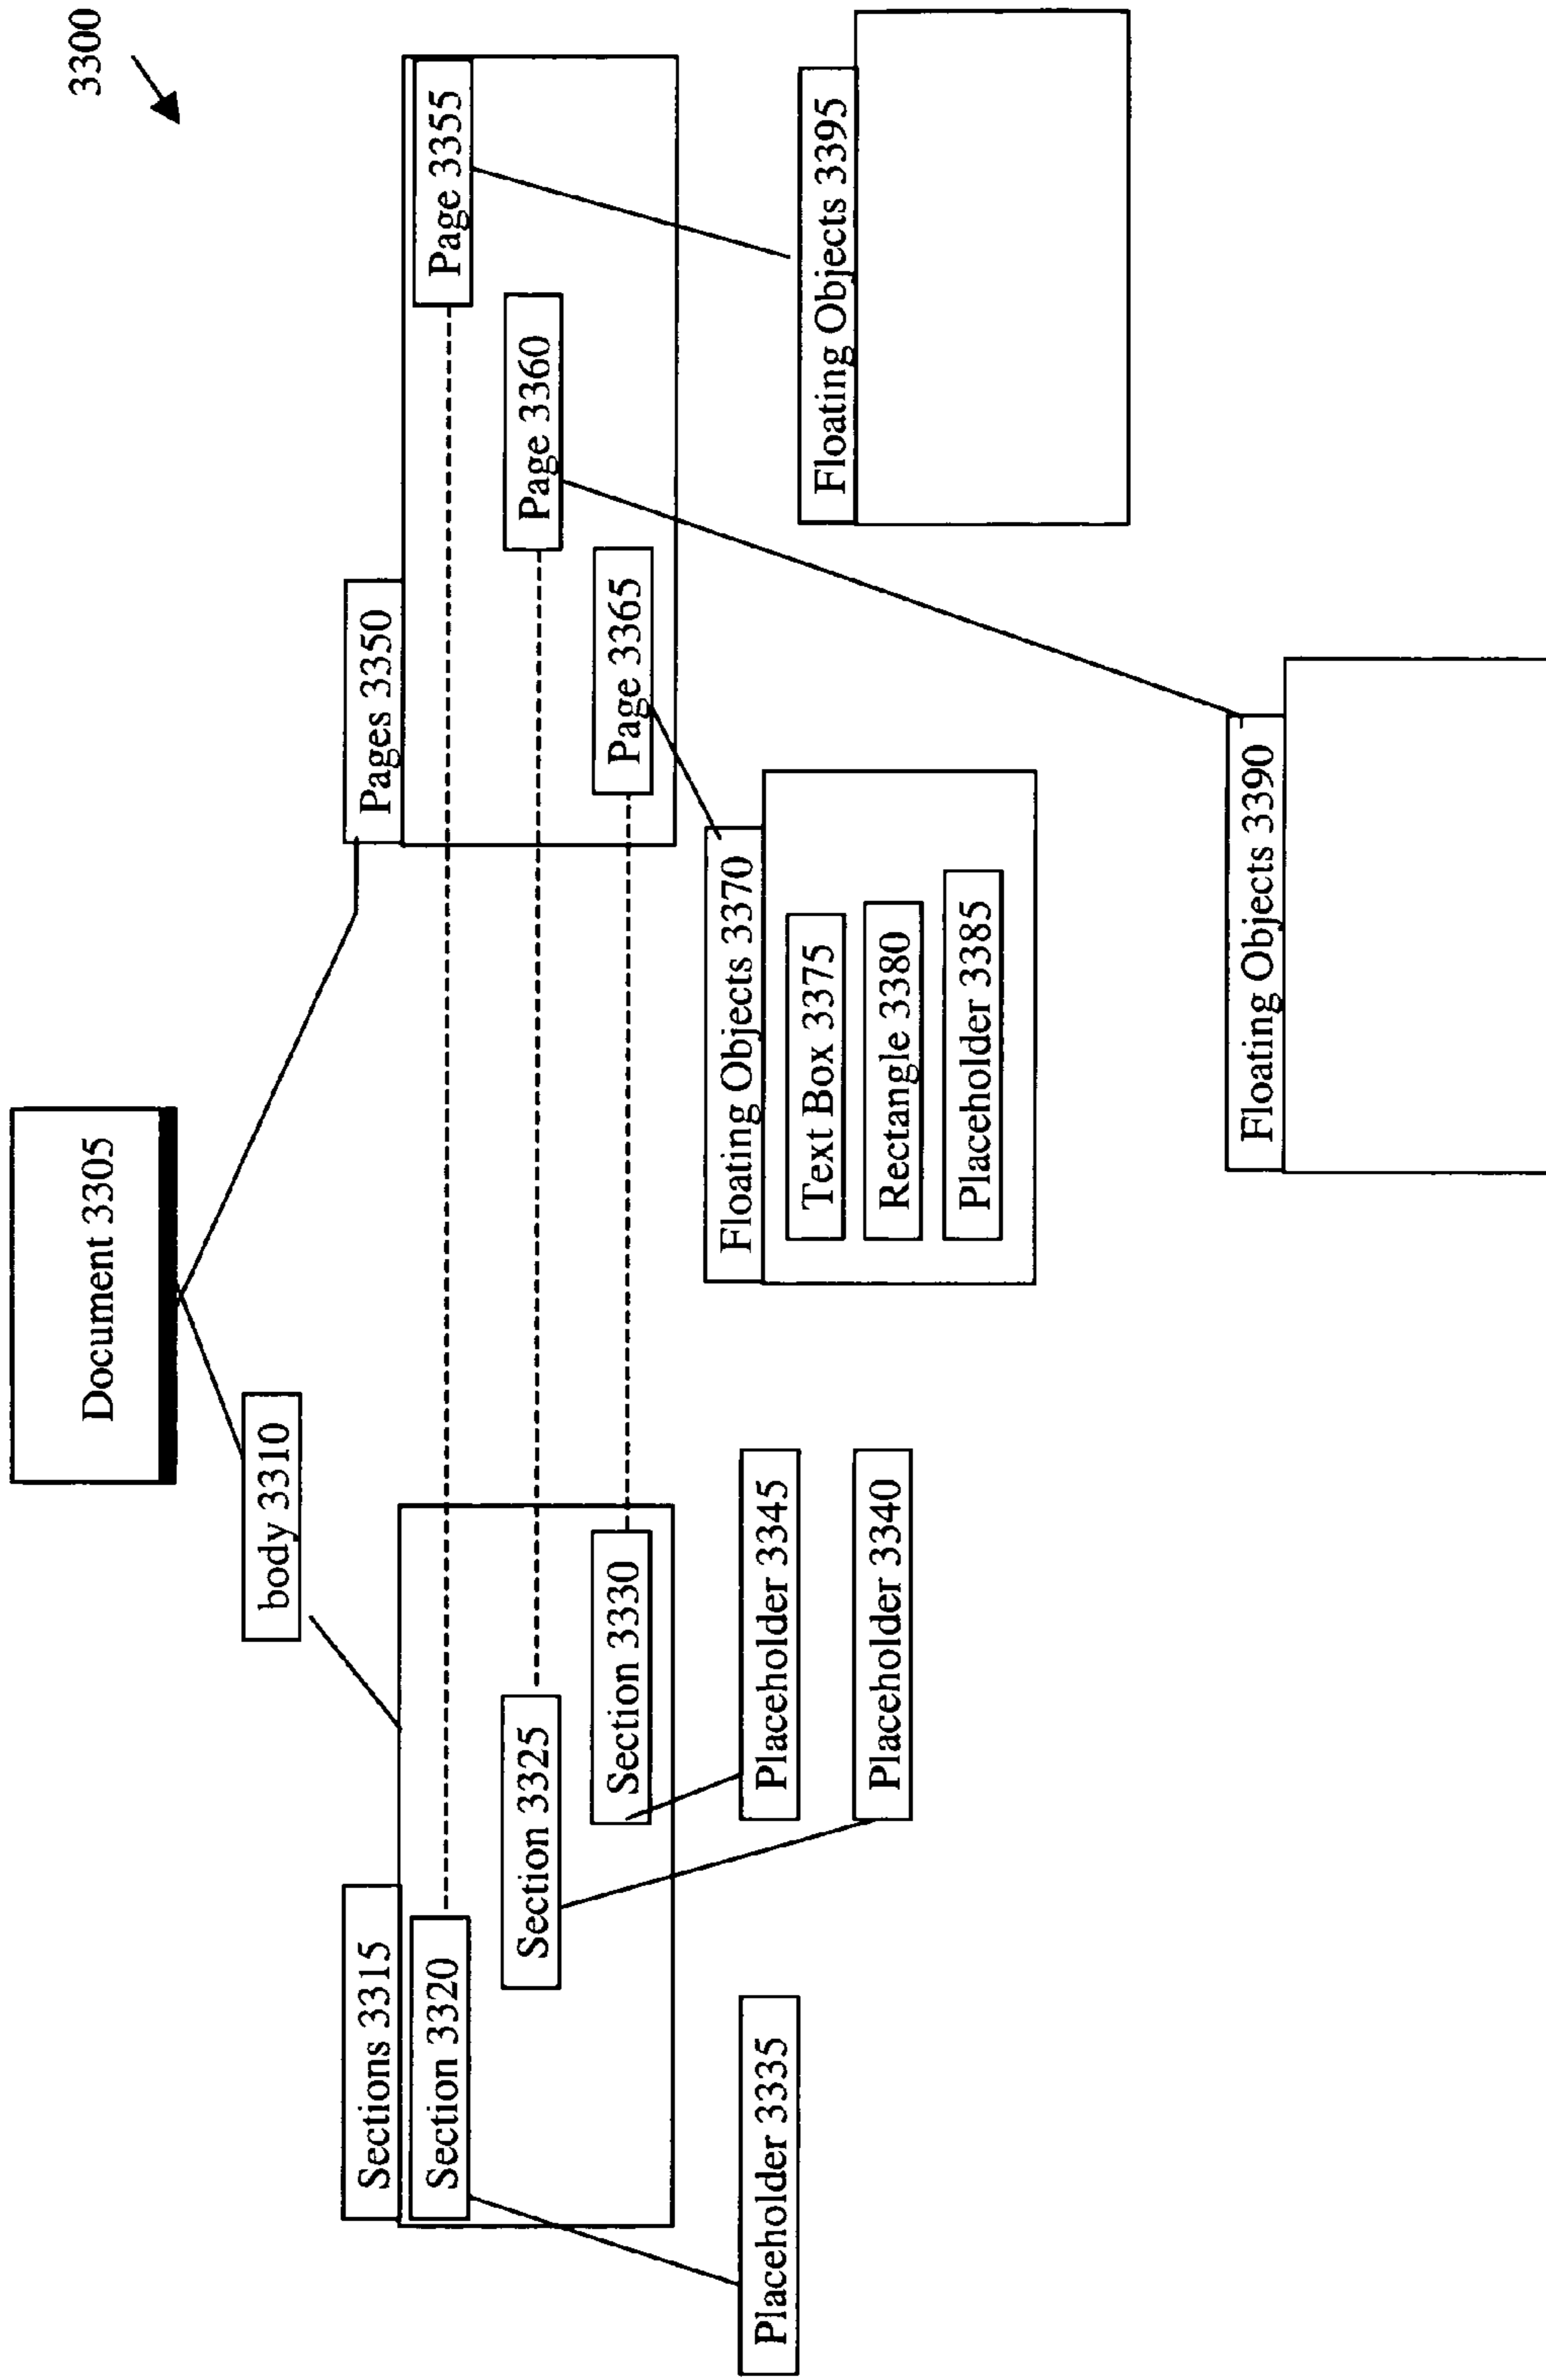 3300
Document 3305
body 3310
Sections 3315
Section 3320
Section 3325
Section 3330
Placeholder 3335
Placeholder 3345
Placeholder 3340
Pages 3350
Page 3355
Page 3360
Page 3365
Floating Objects 3370
Text Box 3375
Rectangle 3380
Placeholder 3385
Floating Objects 3395
Floating Objects 3390